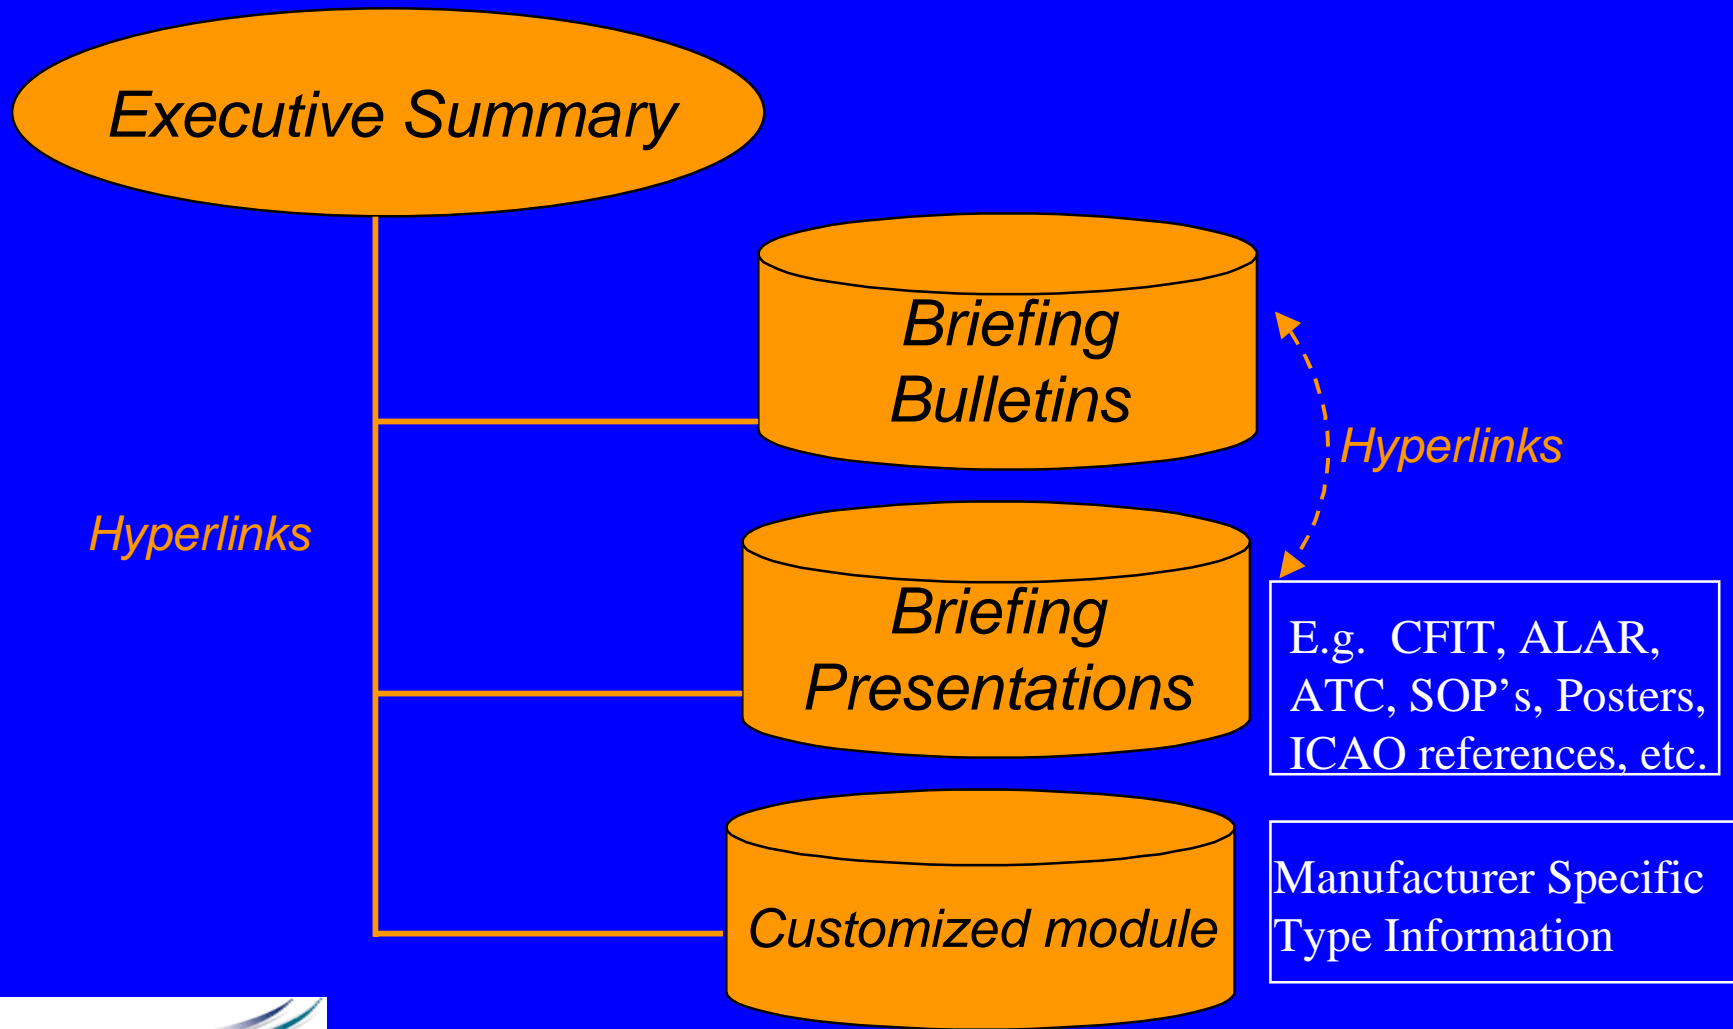 Executive Summary
Briefing
Bulletins
Hyperlinks
Hyperlinks
Briefing
Presentations
E.g.  CFIT, ALAR,
ATC, SOP’s, Posters,
ICAO references, etc.
Customized module
Manufacturer Specific
Type Information